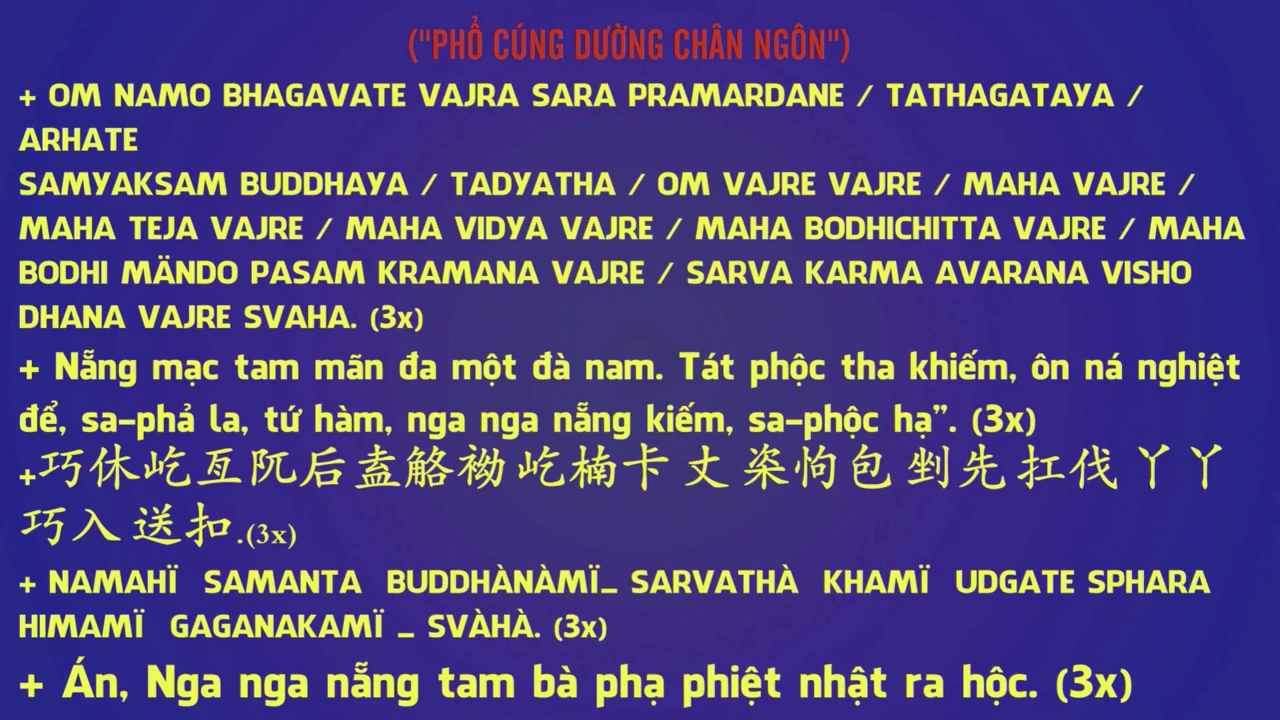 ("PHỔ CÚNG DƯỜNG CHÂN NGÔN")
+ OM NAMO BHAGAVATE VAJRA SARA PRAMARDANE / TATHAGATAYA /
ARHATE
SAMYAKSAM BUDDHAYA / TADYATHA / OM VAJRE VAJRE / MAHA VAJRE /
MAHA TEJA VAJRE / MAHA VIDYA VAJRE / MAHA BODHICHITTA VAJRE / MAHA
BODHI MÄNDO PASAM KRAMANA VAJRE / SARVA KARMA AVARANA VISHO
DHANA VAJRE SVAHA. (3x)
+ Nẵng mạc tam mãn đa một đà nam. Tát phộc tha khiếm, ôn ná nghiệt
để, sa-phả la, tứ hàm, nga nga nẵng kiếm, sa-phộc hạ”. (3x)
+巧休屹亙阢后盍觡袎屹楠卡丈栥怐包剉先扛伐丫丫
巧入送扣.(3x)
+ NAMAHÏ SAMANTA BUDDHÀNÀMÏ_ SARVATHÀ KHAMÏ UDGATE SPHARA
HIMAMÏ GAGANAKAMÏ _ SVÀHÀ. (3x)
+ Án, Nga nga nẵng tam bà phạ phiệt nhật ra hộc. (3x)